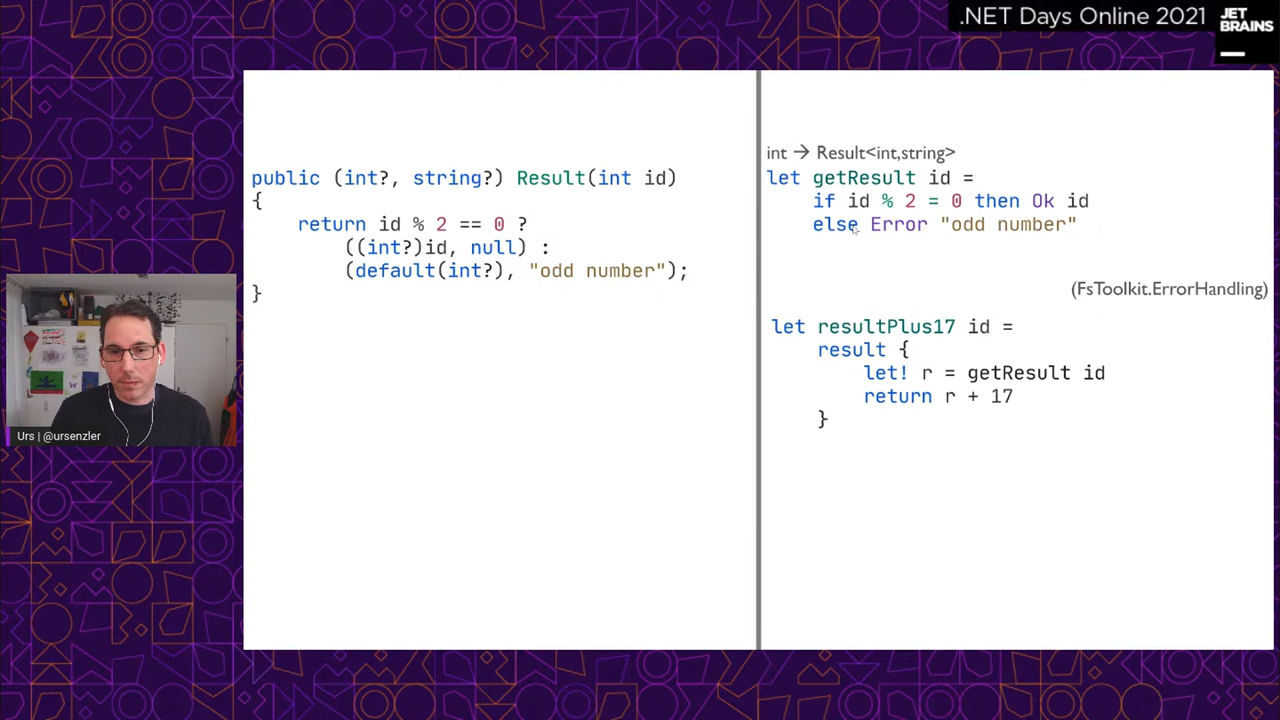 .NET Days Online 2021
JET
BRAINS
public (int?, string?) Result(int id)
{
return id % 2 == 0 ?
((int?)id, null) :
(default(int?), "odd number");
}
int → Result<int,string>
let getResult id =
if id % 2 = 0 then Ok id
else Error "odd number"
(FsToolkit.ErrorHandling)
let resultPlus17 id =
result {
let! r = getResult id
return r + 17
}
Urs | @ursenzler